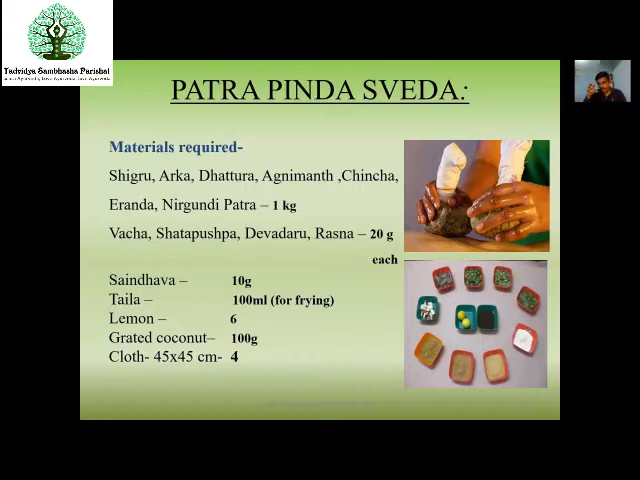 Tadvidya Sambhasha Parishat
PATRA PINDA SVEDA:
Materials required-
Shigru, Arka, Dhattura, Agnimanth ,Chincha,
Eranda, Nirgundi Patra – 1 kg
Vacha, Shatapushpa, Devadaru, Rasna – 20 g
each
Saindhava – 10g
Taila – 100ml (for frying)
Lemon – 6
Grated coconut– 100g
Cloth- 45x45 cm- 4